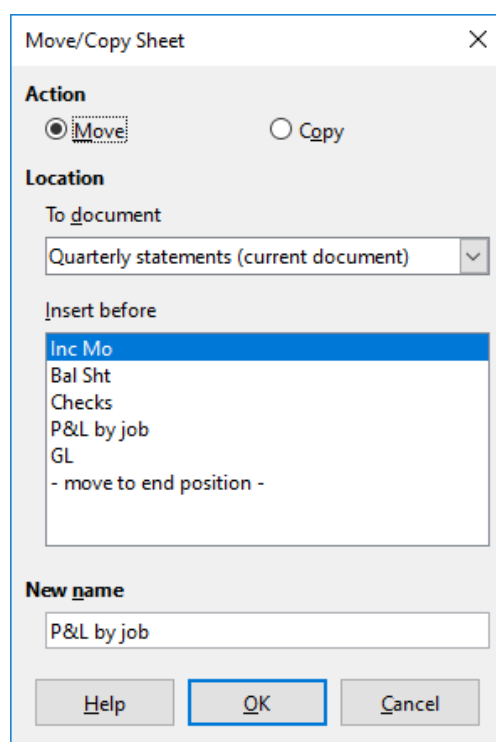 Move/Copy Sheet
Action
Move Copy
Location
To document
Quarterly statements (current document)
Insert before
Inc Mo
Bal Sht
Checks
P&L by job
GL
- move to end position -
New name
P&L by job
Help OK Cancel